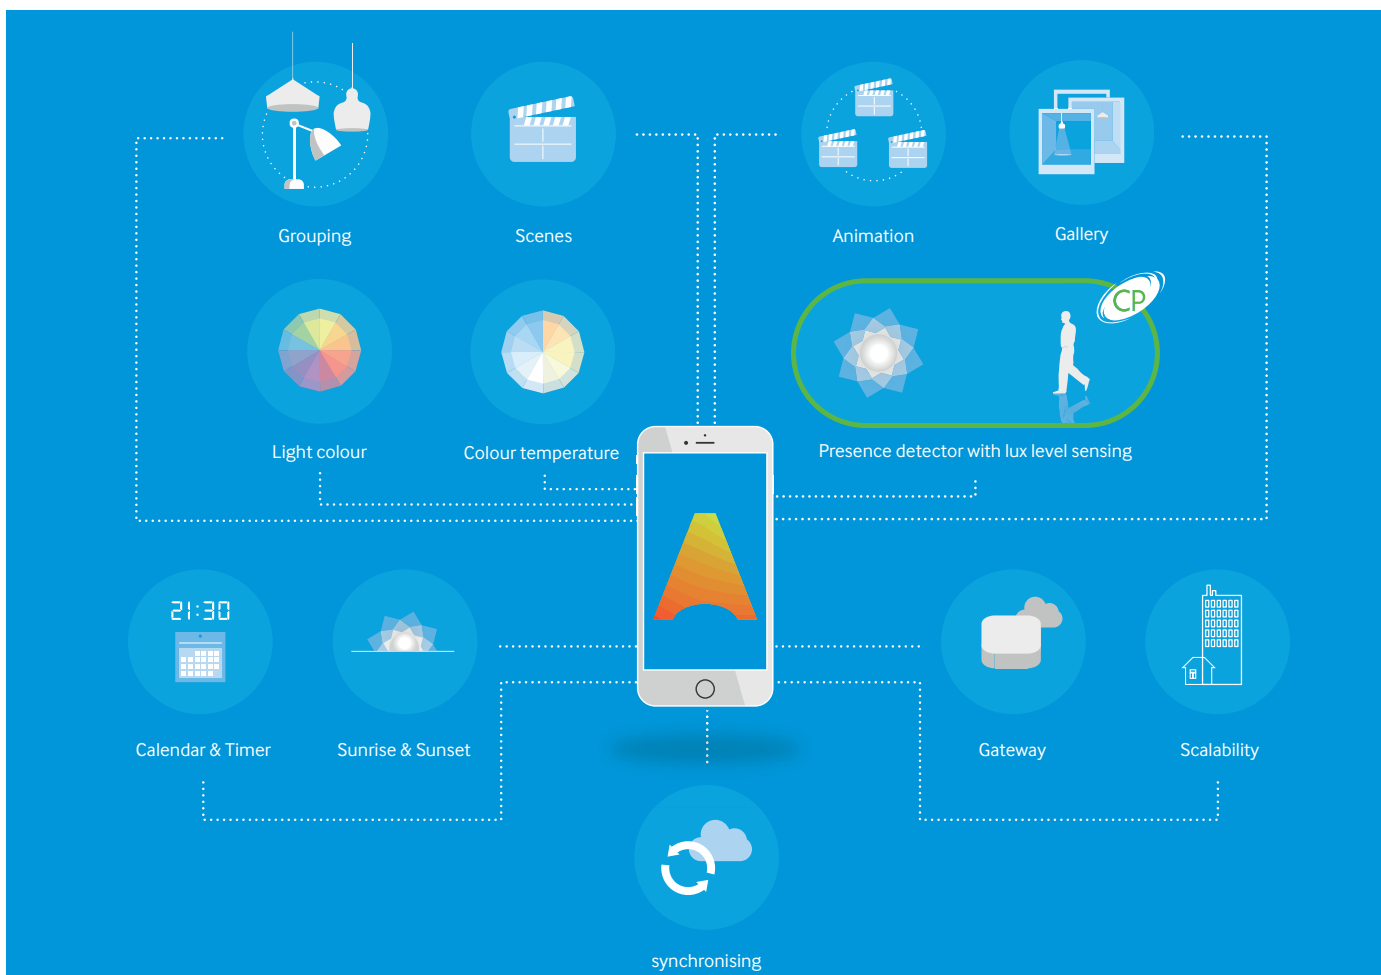 Grouping
Scenes
Animation
Gallery
CP
Light colour
Colour temperature
Presence detector with lux level sensing
21:30
Calendar & Timer
Sunrise & Sunset
Gateway
Scalability
synchronising